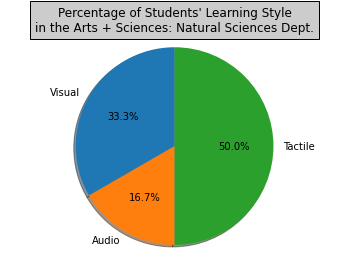 Percentage of Students' Learning Style
in the Arts + Sciences: Natural Sciences Dept.
Visual
33.3%
50.0%
Tactile
16.7%
Audio